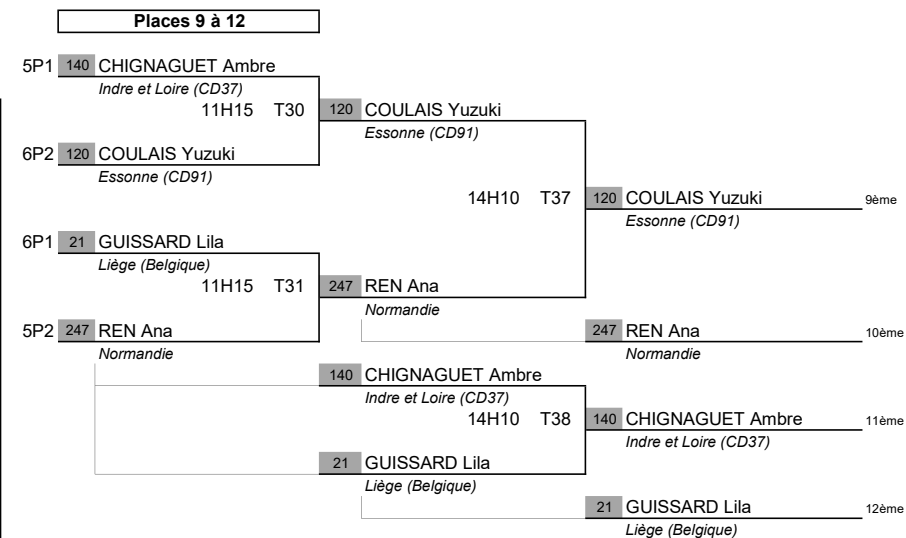 Places 9 à 12
5P1 140 CHIGNAGUET Ambre
Indre et Loire (CD37)
11H15 T30 120 COULAIS Yuzuki
Essonne (CD91)
6P2 120 COULAIS Yuzuki
Essonne (CD91)
14H10 T37 120 COULAIS Yuzuki 9ème
Essonne (CD91)
6P1 21 GUISSARD Lila
Liège (Belgique)
11H15 T31 247 REN Ana
Normandie
5P2 247 REN Ana 247 REN Ana 10ème
Normandie Normandie
140 CHIGNAGUET Ambre
Indre et Loire (CD37)
14H10 T38 140 CHIGNAGUET Ambre 11ème
Indre et Loire (CD37)
21 GUISSARD Lila
Liège (Belgique)
21 GUISSARD Lila 12ème
Liège (Belgique)